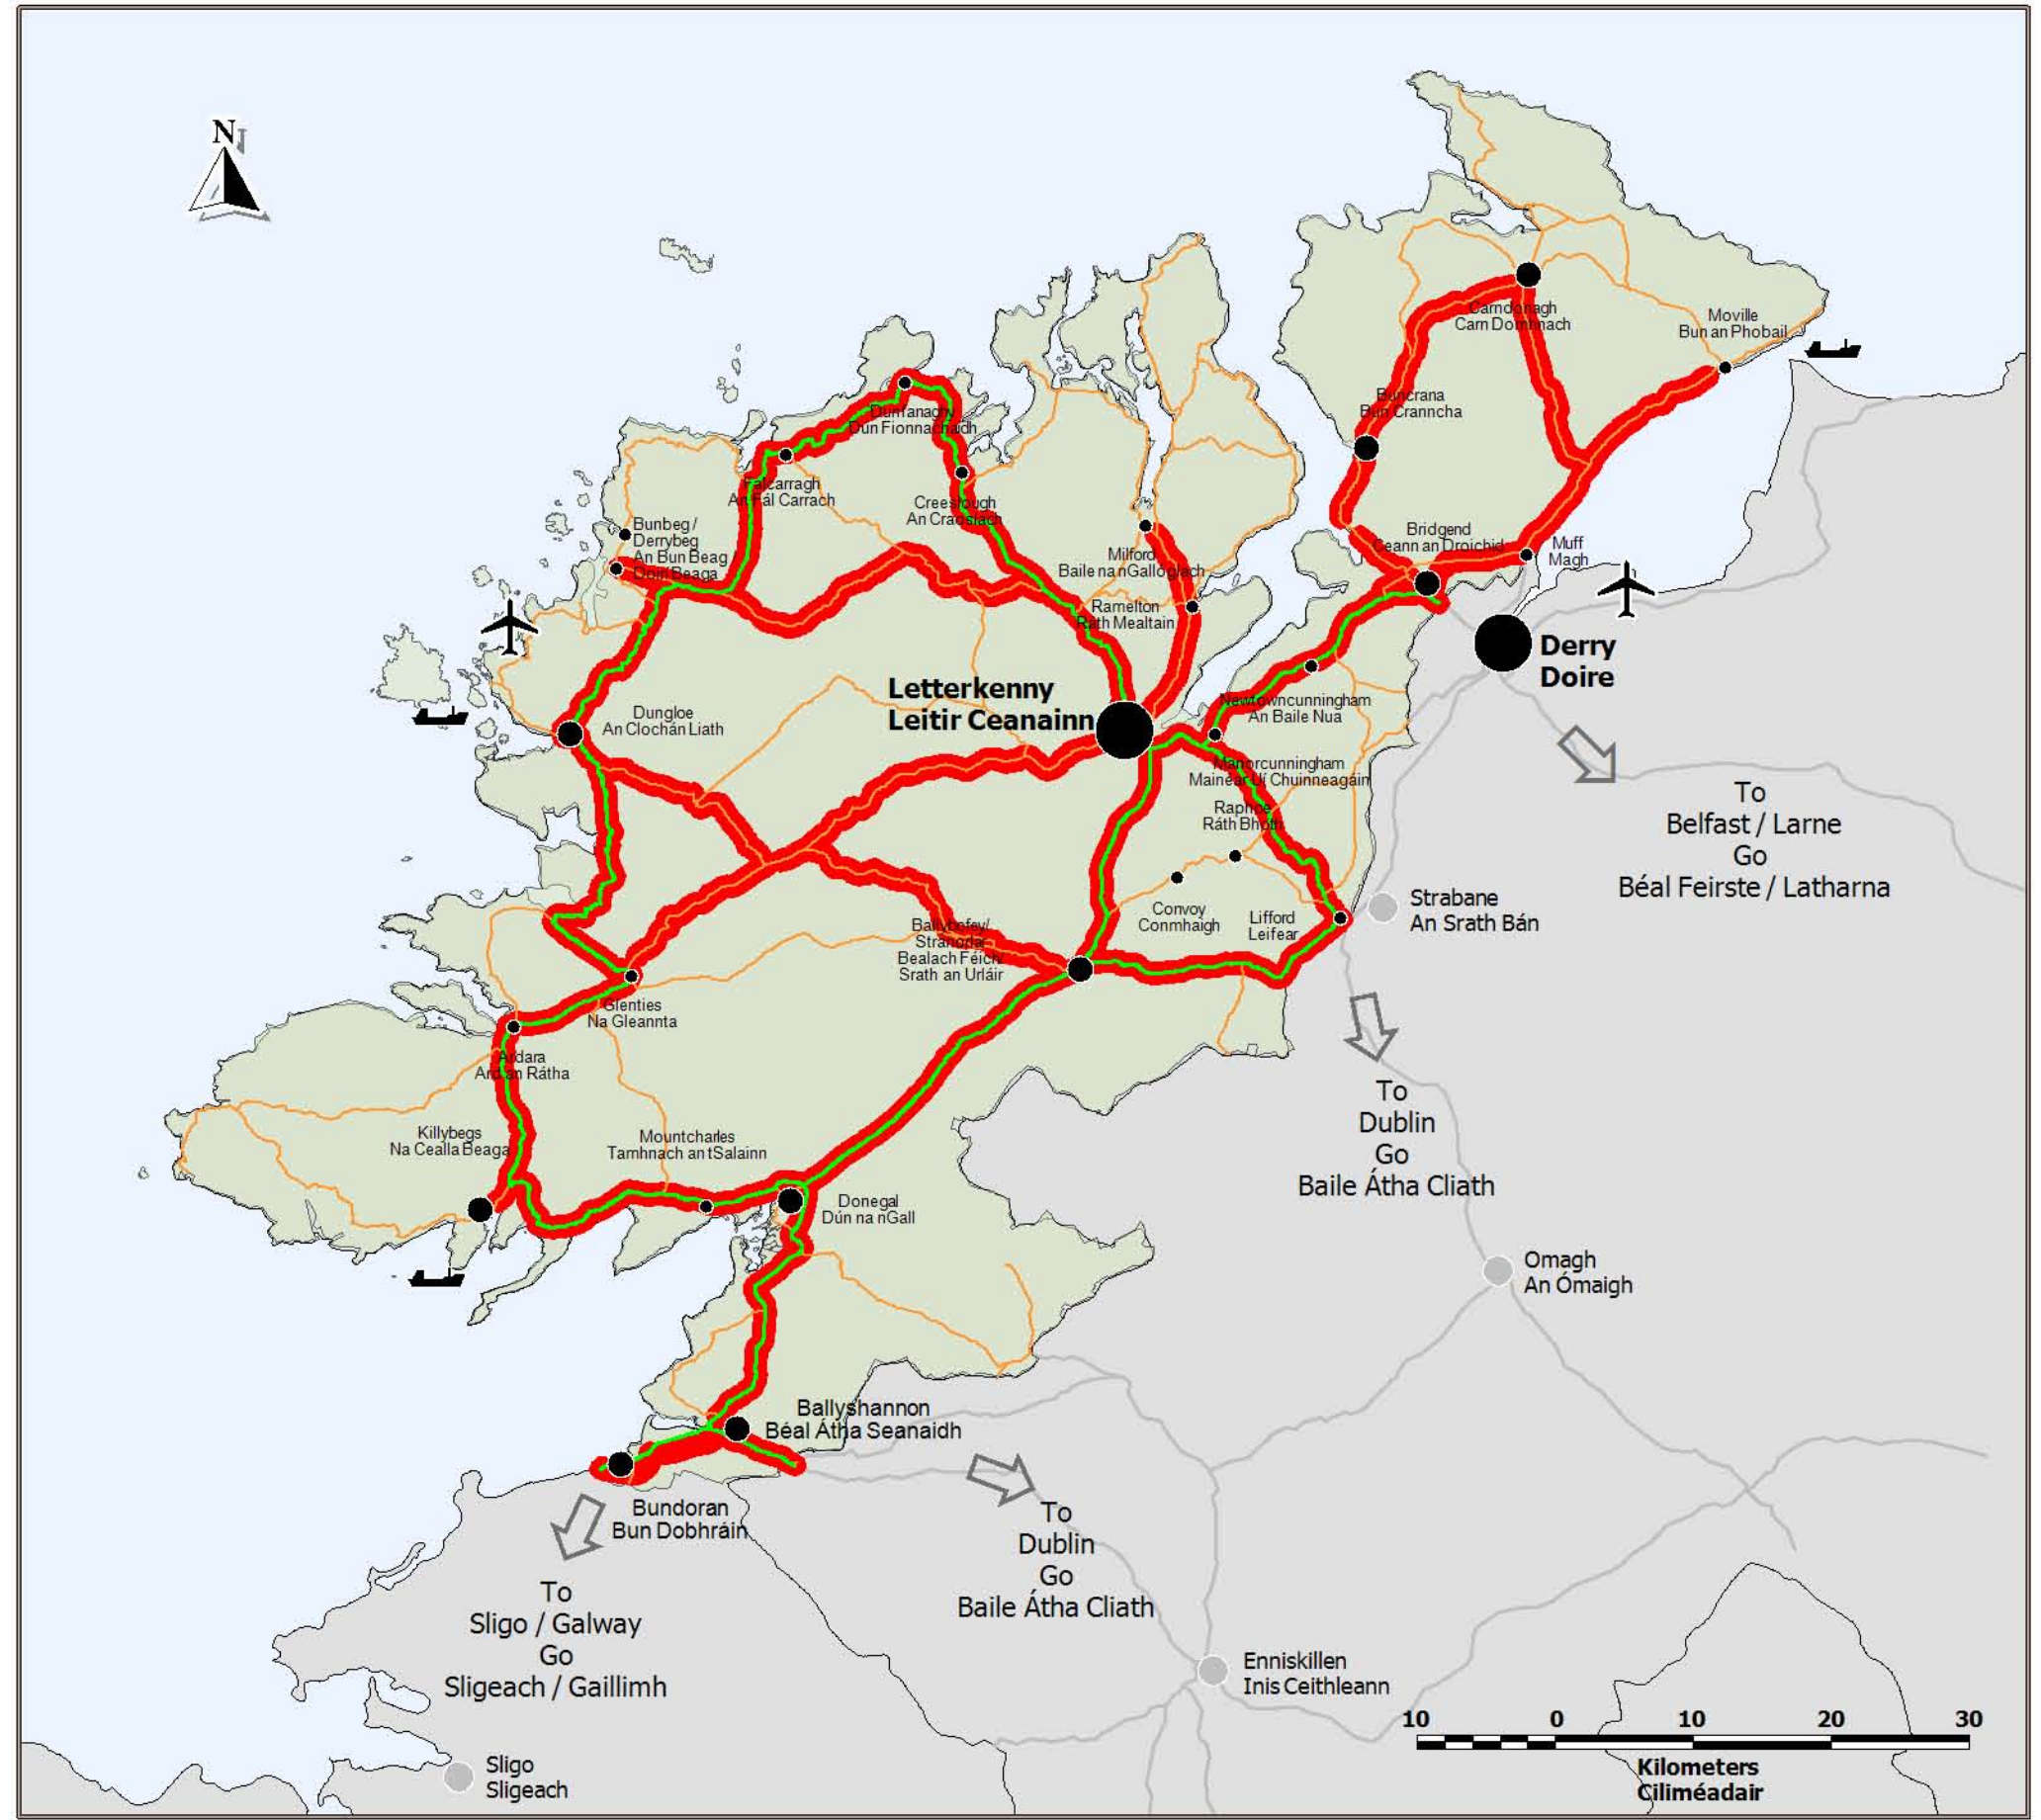 N
Carndonagh
Carn Domhnach
Moville
Bun an Phobail
Buncrana
Bun Cranncha
Dunfanaghy
Dun Fionnachaidh
Falcarragh
An Fál Carrach
Creeslough
An Craoslach
Bunbeg /
Derrybeg
An Bun Beag /
Doirí Beaga
Bridgend
Ceann an Droichid
Muff
Magh
Milford
Baile na nGallóglach
Ramelton
Ráth Mealtain
Derry
Doire
Letterkenny
Leitir Ceanainn
Dungloe
An Clochán Liath
Newtowncunningham
An Baile Nua
Manorcunningham
Mainéar Uí Chuinneagáin
Raphoe
Ráth Bhoth
To
Belfast / Larne
Go
Béal Feirste / Latharna
Strabane
An Srath Bán
Convoy
Conmhaigh
Lifford
Leifear
Ballybofey/
Stranorlar
Bealach Féich/
Srath an Urláir
Glenties
Na Gleannta
Ardara
Ard an Rátha
Killybegs
Na Cealla Beaga
Mountcharles
Tamhnach an tSalainn
Donegal
Dún na nGall
To
Dublin
Go
Baile Átha Cliath
Omagh
An Ómaigh
Ballyshannon
Béal Átha Seanaidh
Bundoran
Bun Dobhráin
To
Dublin
Go
Baile Átha Cliath
To
Sligo / Galway
Go
Sligeach / Gaillimh
Enniskillen
Inis Ceithleann
Sligo
Sligeach
10 0 10 20 30
Kilometers
Ciliméadair